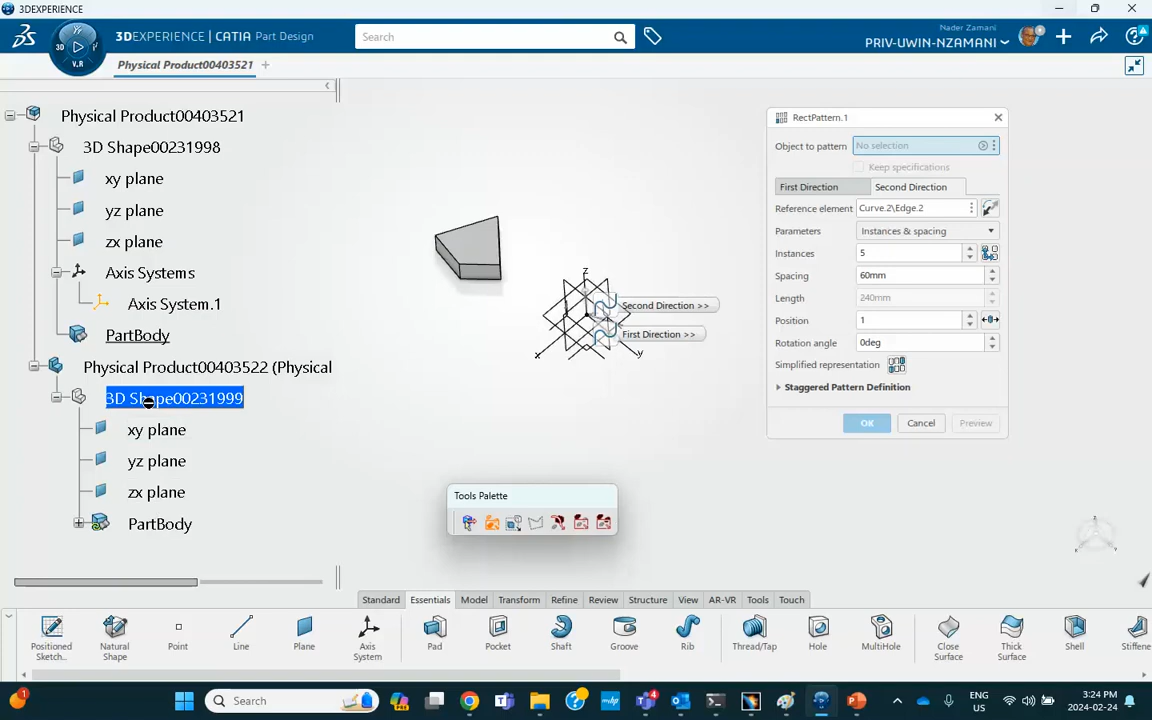 3DEXPERIENCE
3DEXPERIENCE | CATIA Part Design
Search
Nader Zamani
PRIV-UWIN-NZAMANI
3D
V.R
Physical Product00403521
Physical Product00403521
3D Shape00231998
xy plane
yz plane
zx plane
Axis Systems
Axis System.1
PartBody
Physical Product00403522 (Physical
3D Shape00231999
xy plane
yz plane
zx plane
PartBody
z
x
y
Second Direction >>
First Direction >>
RectPattern.1
Object to pattern No selection
Keep specifications
First Direction Second Direction
Reference element Curve.2\Edge.2
Parameters Instances & spacing
Instances 5
Spacing 60mm
Length 240mm
Position 1
Rotation angle 0deg
Simplified representation
Staggered Pattern Definition
OK Cancel Preview
Tools Palette
Standard Essentials Model Transform Refine Review Structure View AR-VR Tools Touch
Positioned Sketch... Natural Shape Point Line Plane Axis System Pad Pocket Shaft Groove Rib Thread/Tap Hole MultiHole Close Surface Thick Surface Shell Stiffene
1 Search 4 ENG US 3:24 PM 2024-02-24